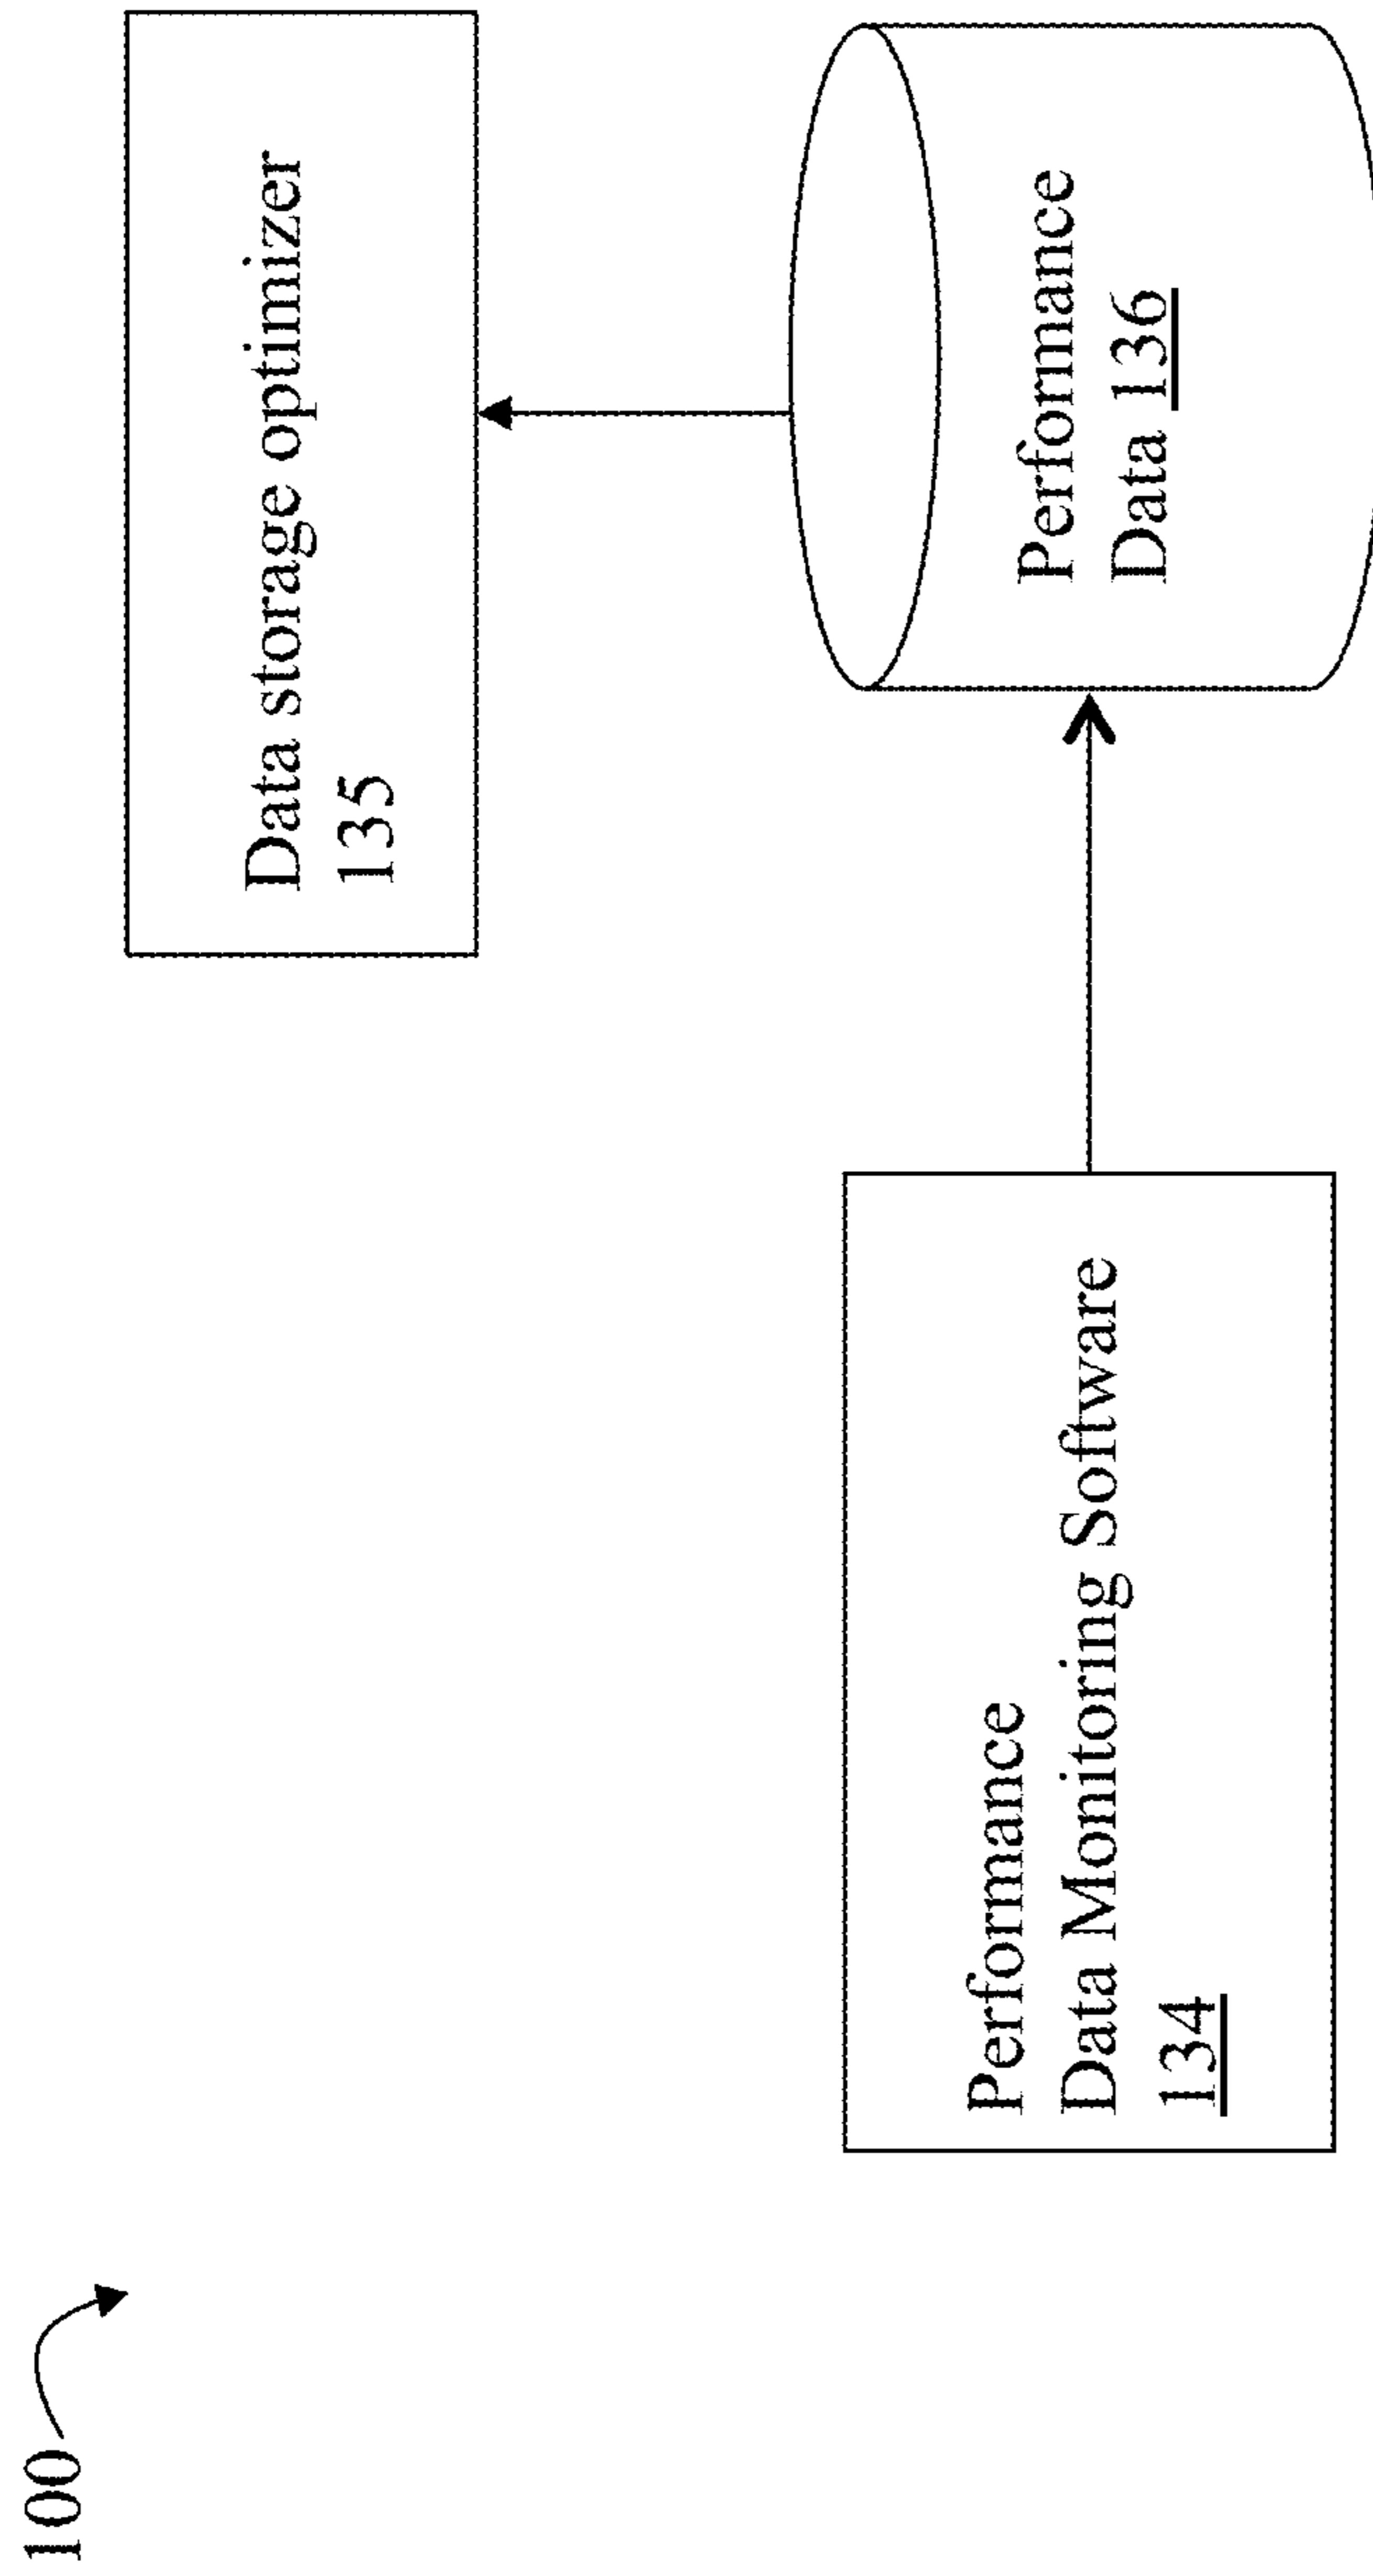 100
Data storage optimizer
135
Performance
Data Monitoring Software
134
Performance
Data 136